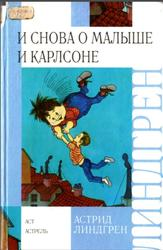 И СНОВА О МАЛЫШЕ
И КАРЛСОНЕ
ЛИНДГРЕН
АСТ
АСТРЕЛЬ
АСТРИД
ЛИНДГРЕН